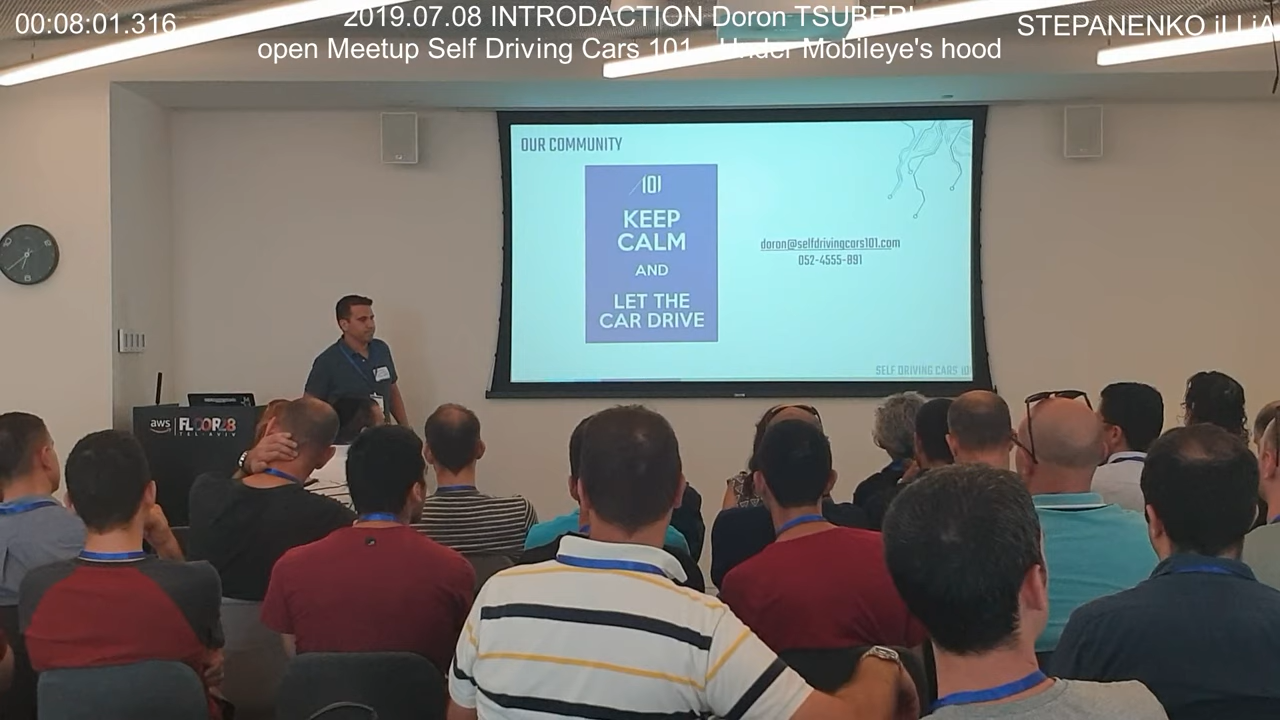 00:08:01.316
2019.07.08 INTRODACTION Doron
open Meetup Self Driving Cars 101 - Under Mobileye's hood
STEPANENKO iLLiA
OUR COMMUNITY
/101
KEEP
CALM
AND
LET THE
CAR DRIVE
doron@selfdrivingcars101.com
052-4555-891
SELF DRIVING CARS
aws FLOOR28
TEL·AVIV